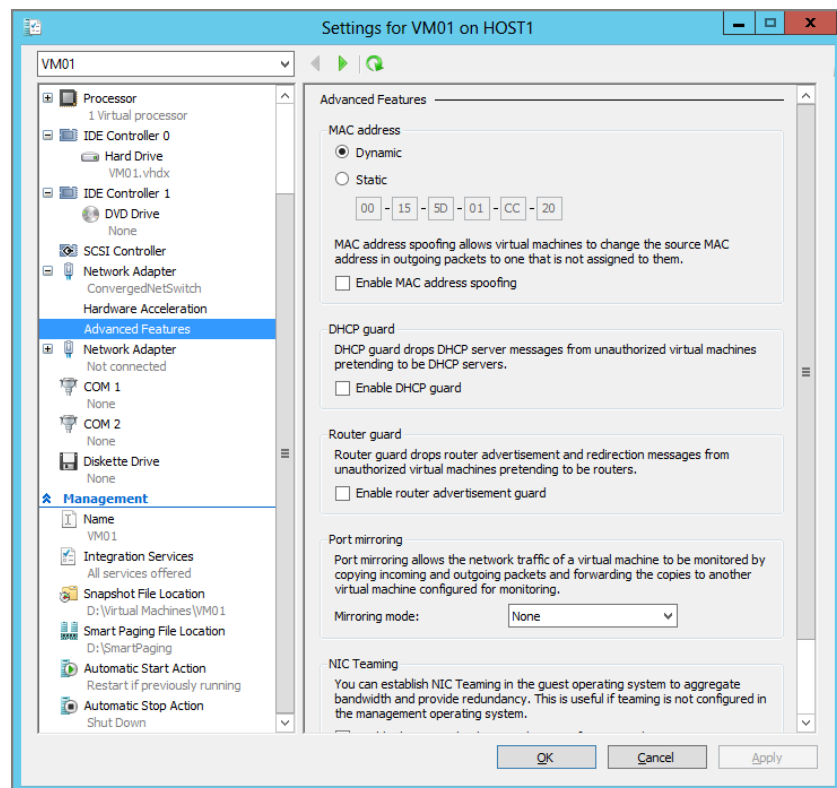 Settings for VM01 on HOST1
VM01
Processor
1 Virtual processor
IDE Controller 0
Hard Drive
VM01.vhdx
IDE Controller 1
DVD Drive
None
SCSI Controller
Network Adapter
ConvergedNetSwitch
Hardware Acceleration
Advanced Features
Network Adapter
Not connected
COM 1
None
COM 2
None
Diskette Drive
None
Management
Name
VM01
Integration Services
All services offered
Snapshot File Location
D:\Virtual Machines\VM01
Smart Paging File Location
D:\SmartPaging
Automatic Start Action
Restart if previously running
Automatic Stop Action
Shut Down
Advanced Features
MAC address
Dynamic
Static
00 - 15 - 5D - 01 - CC - 20
MAC address spoofing allows virtual machines to change the source MAC
address in outgoing packets to one that is not assigned to them.
Enable MAC address spoofing
DHCP guard
DHCP guard drops DHCP server messages from unauthorized virtual machines
pretending to be DHCP servers.
Enable DHCP guard
Router guard
Router guard drops router advertisement and redirection messages from
unauthorized virtual machines pretending to be routers.
Enable router advertisement guard
Port mirroring
Port mirroring allows the network traffic of a virtual machine to be monitored by
copying incoming and outgoing packets and forwarding the copies to another
virtual machine configured for monitoring.
Mirroring mode: None
NIC Teaming
You can establish NIC Teaming in the guest operating system to aggregate
bandwidth and provide redundancy. This is useful if teaming is not configured in
the management operating system.
OK Cancel Apply